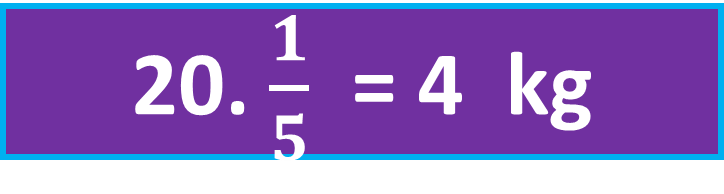 20. 1/5 = 4 kg